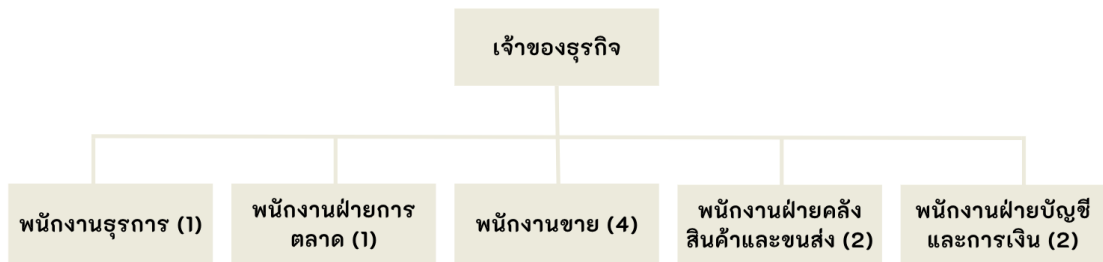 เจ้าของธุรกิจ
พนักงานธุรการ (1)
พนักงานฝ่ายการ
ตลาด (1)
พนักงานขาย (4)
พนักงานฝ่ายคลัง
สินค้าและขนส่ง (2)
พนักงานฝ่ายบัญชี
และการเงิน (2)